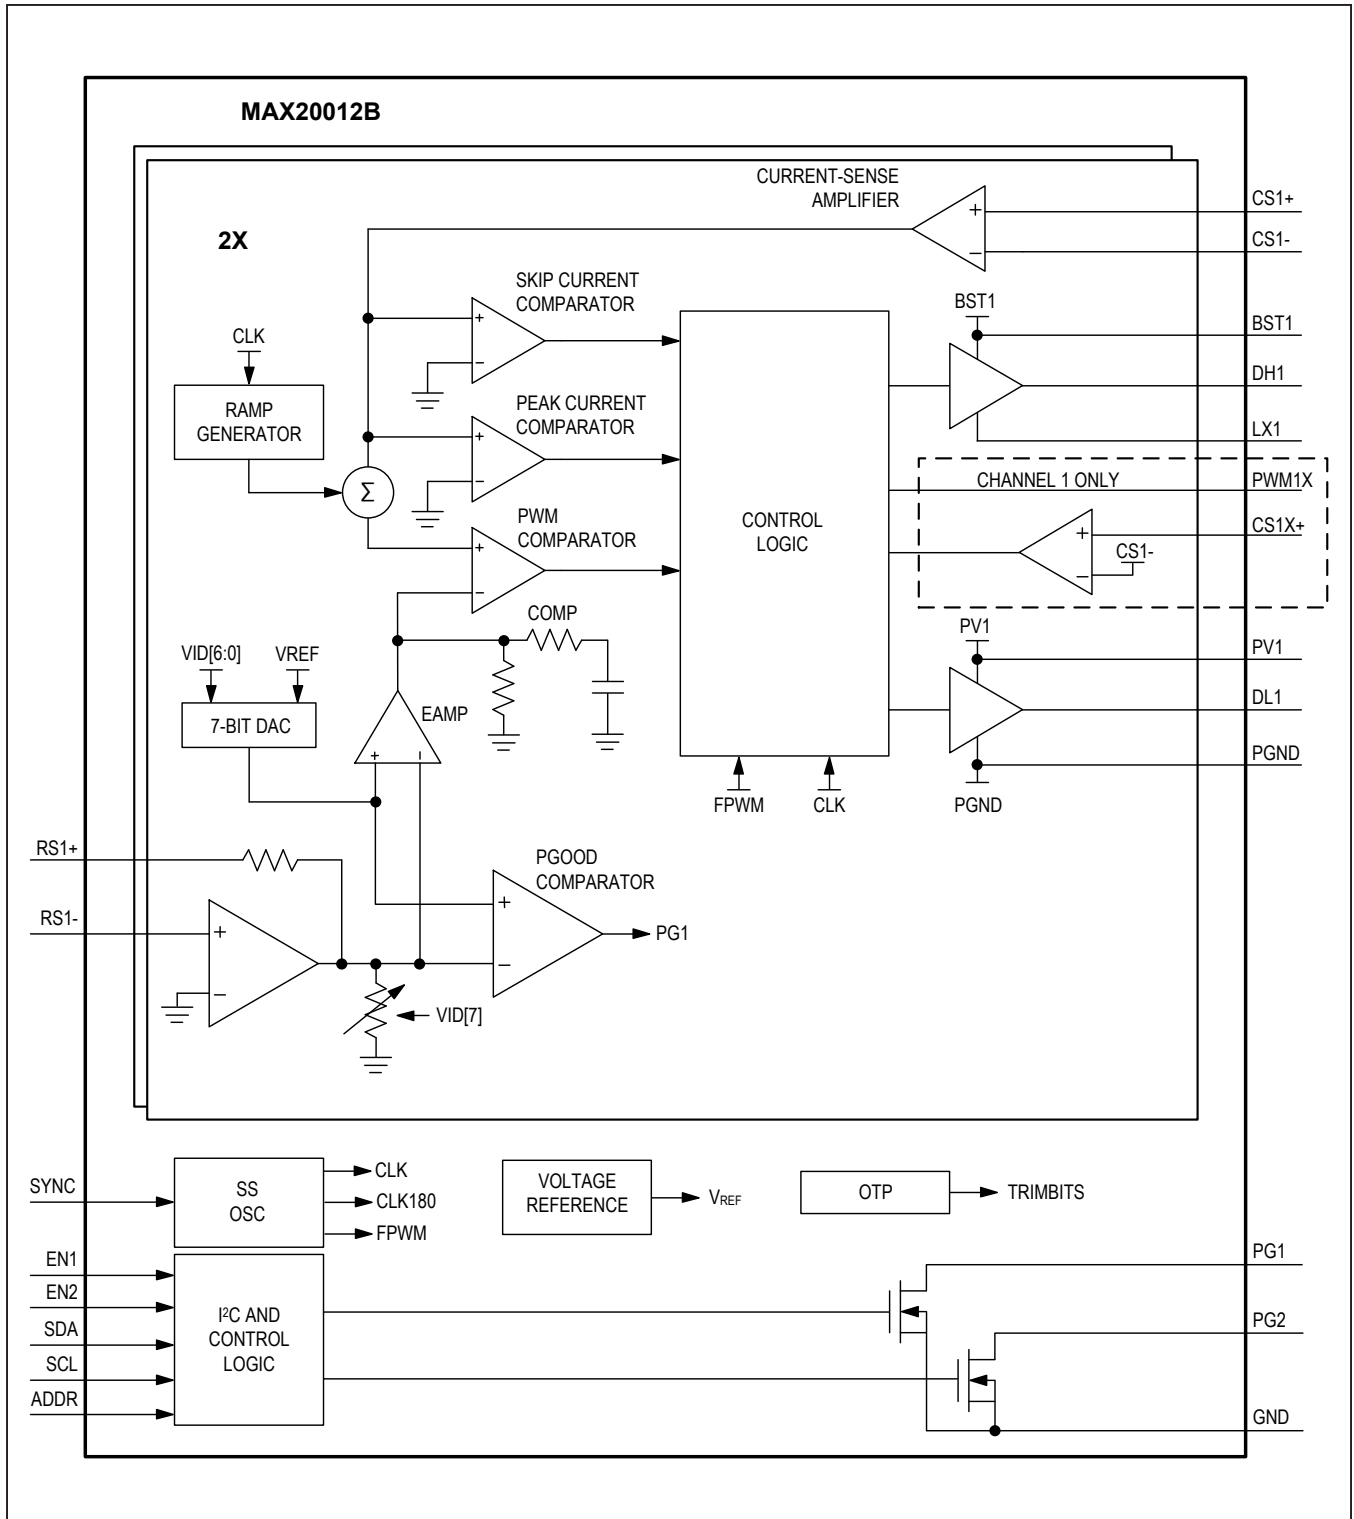 MAX20012B
CURRENT-SENSE
AMPLIFIER
+
−
CS1+
CS1-
2X
SKIP CURRENT
COMPARATOR
+
−
BST1
BST1
CLK
DH1
RAMP
GENERATOR
PEAK CURRENT
COMPARATOR
+
−
LX1
Σ
CHANNEL 1 ONLY
PWM1X
PWM
COMPARATOR
+
−
CONTROL
LOGIC
+
−
CS1-
CS1X+
COMP
VID[6:0]
VREF
PV1
PV1
7-BIT DAC
EAMP
+
−
DL1
PGND
FPWM
CLK
PGND
RS1+
PGOOD
COMPARATOR
+
−
PG1
RS1-
+
−
VID[7]
SYNC
SS
OSC
CLK
CLK180
FPWM
VOLTAGE
REFERENCE
VREF
OTP
TRIMBITS
EN1
EN2
SDA
SCL
ADDR
I²C AND
CONTROL
LOGIC
PG1
PG2
GND